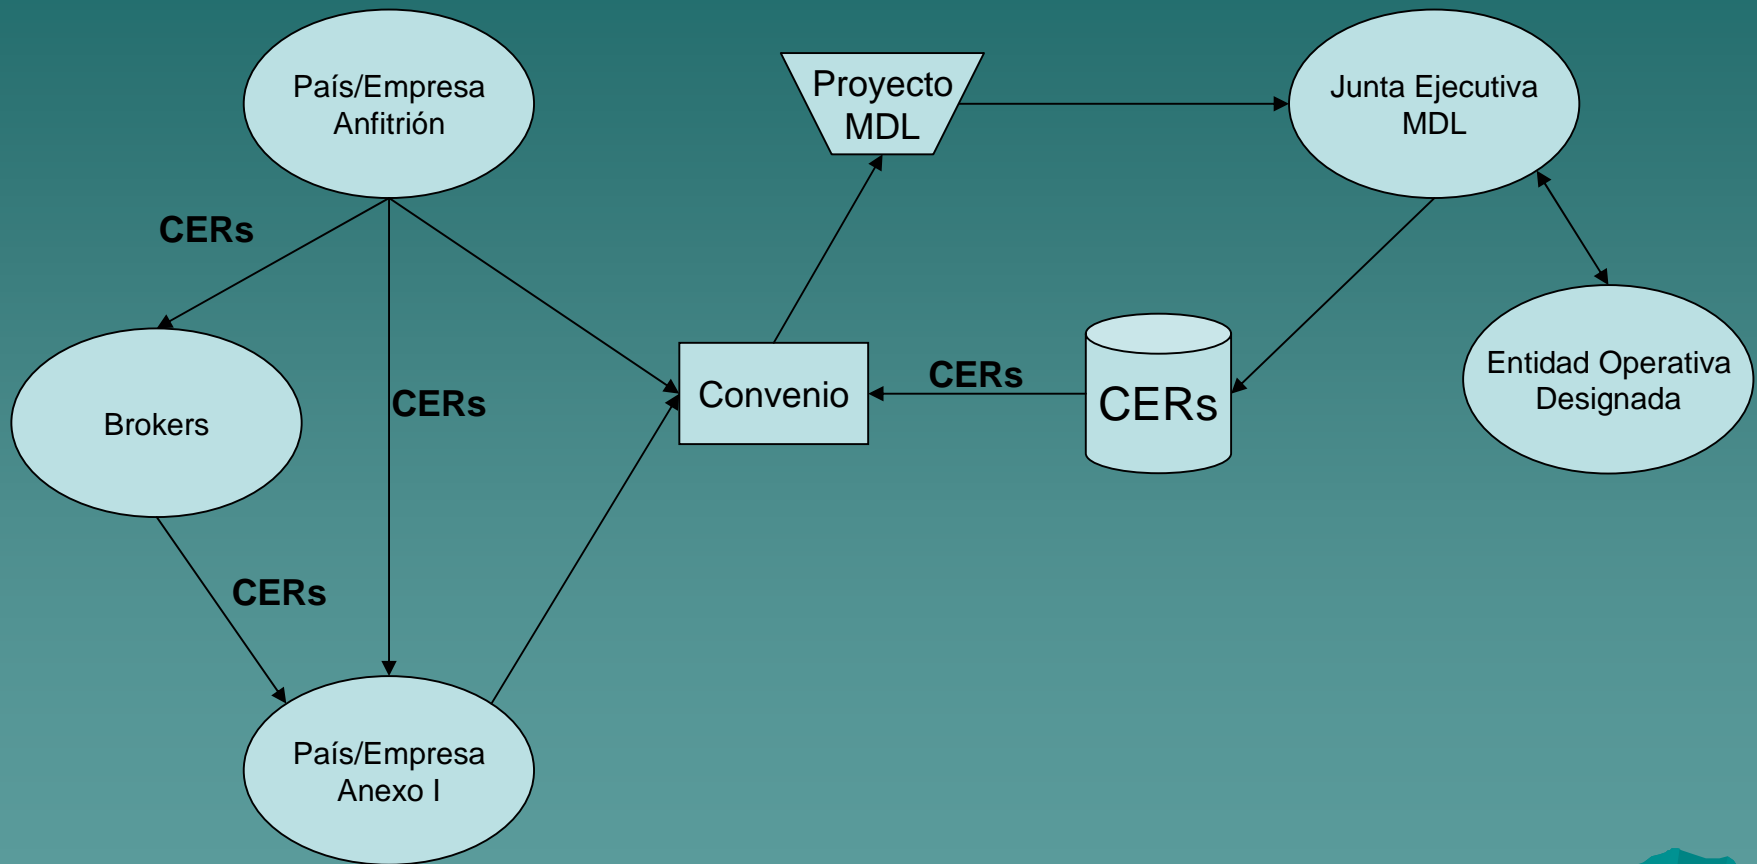 País/Empresa
Anfitrión
Proyecto
MDL
Junta Ejecutiva
MDL
CERs
CERs
Brokers
Convenio
CERs
CERs
Entidad Operativa
Designada
CERs
País/Empresa
Anexo I